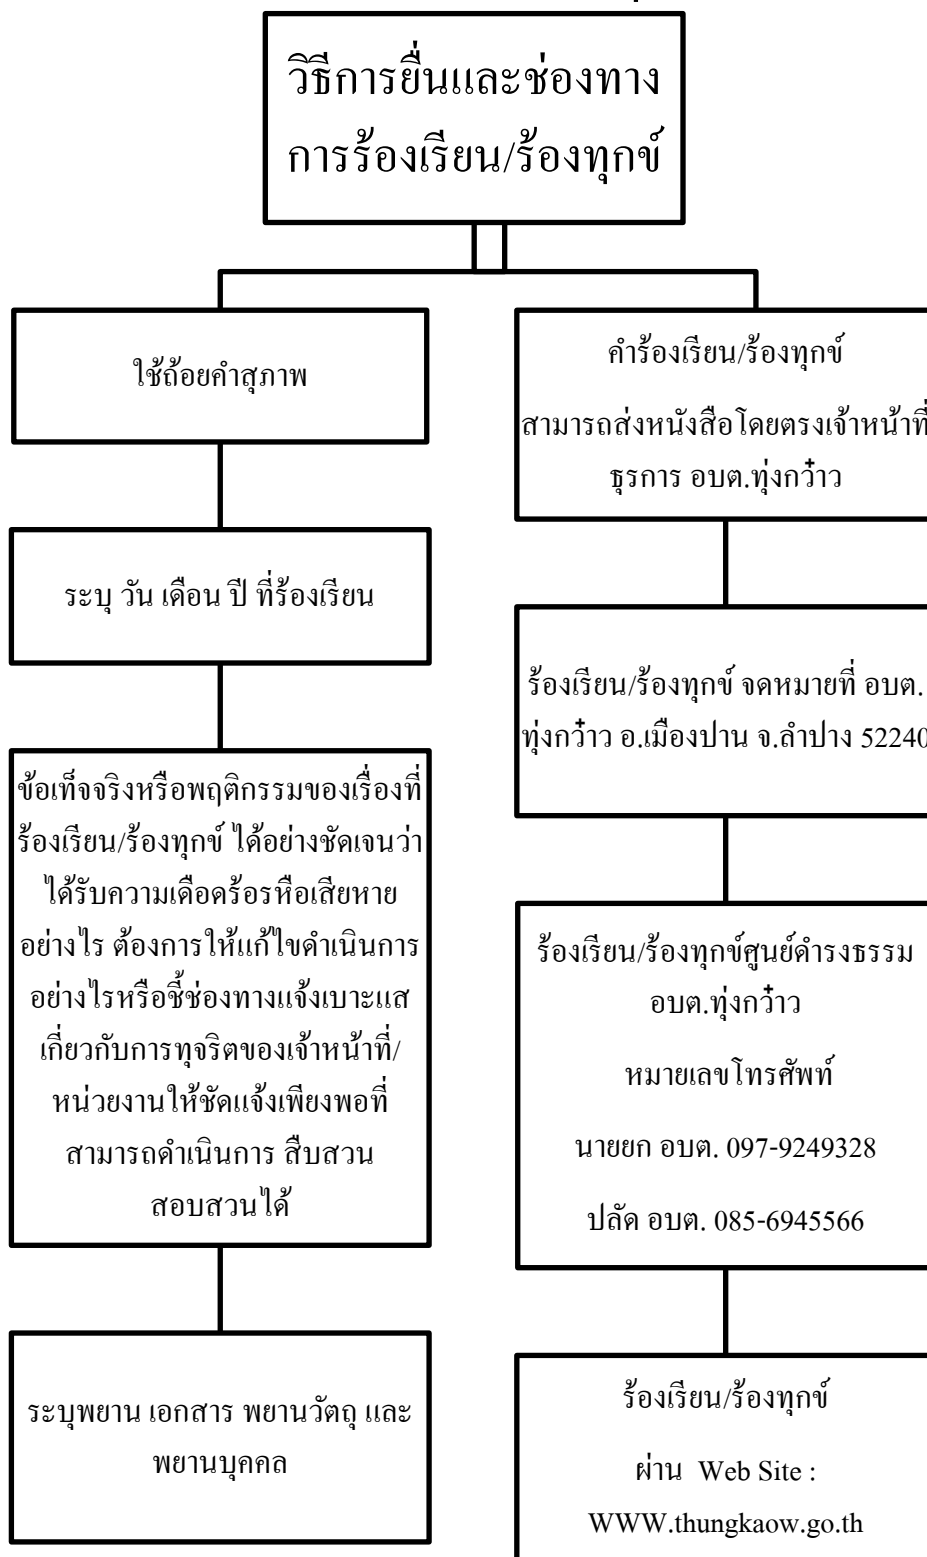 วิธีการยื่นและช่องทาง
การร้องเรียน/ร้องทุกข์
ใช้ถ้อยคำสุภาพ
ระบุ วัน เดือน ปี ที่ร้องเรียน
ข้อเท็จจริงหรือพฤติกรรมของเรื่องที่
ร้องเรียน/ร้องทุกข์ ได้อย่างชัดเจนว่า
ได้รับความเดือดร้อรหือเสียหาย
อย่างไร ต้องการให้แก้ไขดำเนินการ
อย่างไรหรือชี้ช่องทางแจ้งเบาะแส
เกี่ยวกับการทุจริตของเจ้าหน้าที่/
หน่วยงานให้ชัดแจ้งเพียงพอที่
สามารถดำเนินการ สืบสวน
สอบสวนได้
ระบุพยาน เอกสาร พยานวัตถุ และ
พยานบุคคล
คำร้องเรียน/ร้องทุกข์
สามารถส่งหนังสือโดยตรงเจ้าหน้าที่
ธุรการ อบต.ทุ่งกว๋าว
ร้องเรียน/ร้องทุกข์ จดหมายที่ อบต.
ทุ่งกว๋าว อ.เมืองปาน จ.ลำปาง 52240
ร้องเรียน/ร้องทุกข์ศูนย์ดำรงธรรม
อบต.ทุ่งกว๋าว
หมายเลขโทรศัพท์
นายยก อบต. 097-9249328
ปลัด อบต. 085-6945566
ร้องเรียน/ร้องทุกข์
ผ่าน Web Site :
WWW.thungkaow.go.th